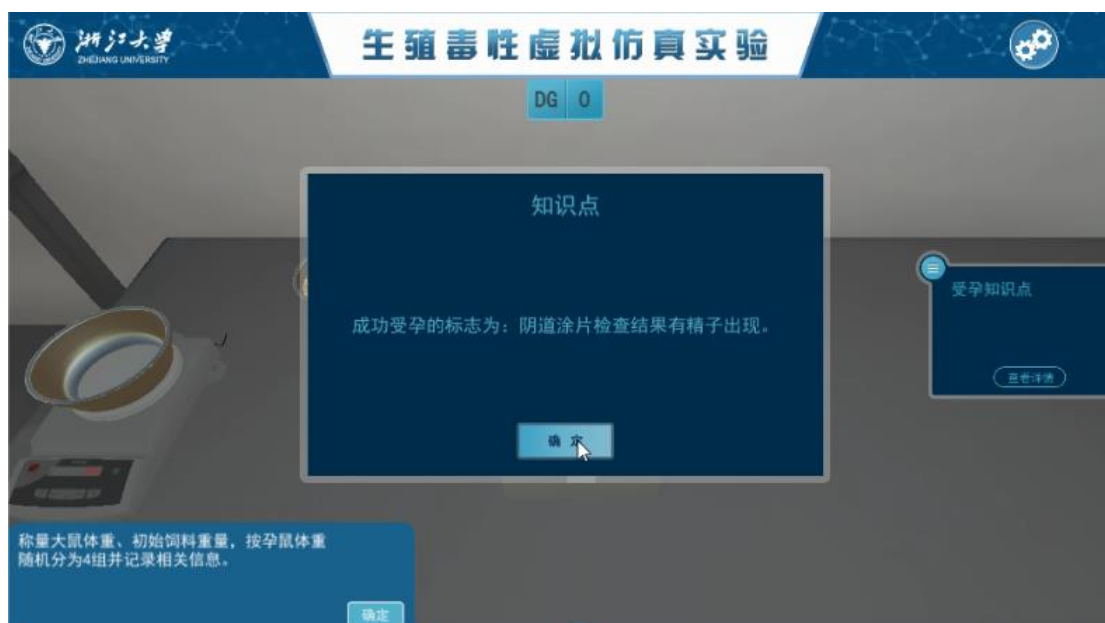 浙江大学
ZHEJIANG UNIVERSITY
生殖毒性虚拟仿真实验
DG 0
知识点
成功受孕的标志为：阴道涂片检查结果有精子出现。
确定
受孕知识点
查看详情
称量大鼠体重、初始饲料重量，按孕鼠体重
随机分为4组并记录相关信息。
确定